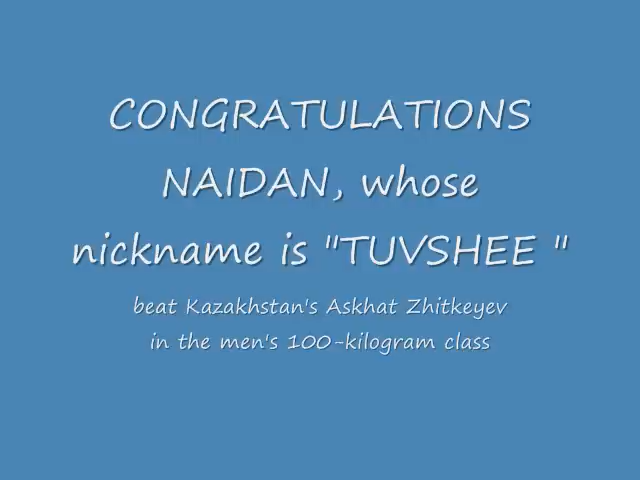 CONGRATULATIONS
NAIDAN, whose
nickname is "TUVSHEE "
beat Kazakhstan's Askhat Zhitkeyev
in the men's 100-kilogram class